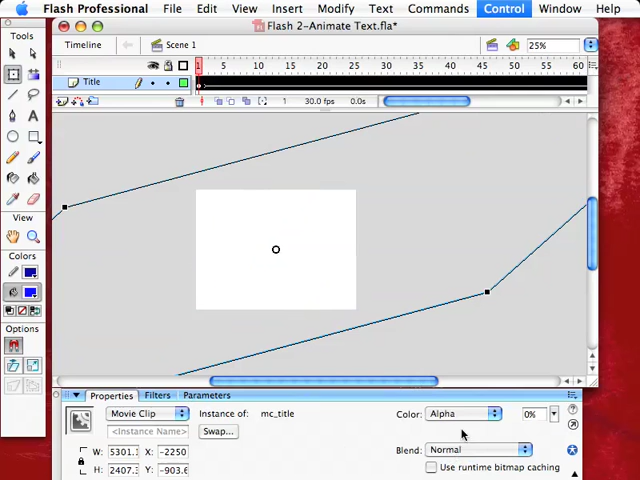 Flash Professional File Edit View Insert Modify Text Commands Control Window Help
Flash 2-Animate Text.fla*
Tools
Timeline Scene 1 25%
1 5 10 15 20 25 30 35 40 45 50 55 60
Title
1 30.0 fps 0.0s
A
View
Colors
Options
Properties Filters Parameters
Movie Clip Instance of: mc_title Color: Alpha 0%
<Instance Name> Swap...
W: 5301. X: -2250 Blend: Normal
H: 2407. Y: -903.6 Use runtime bitmap caching